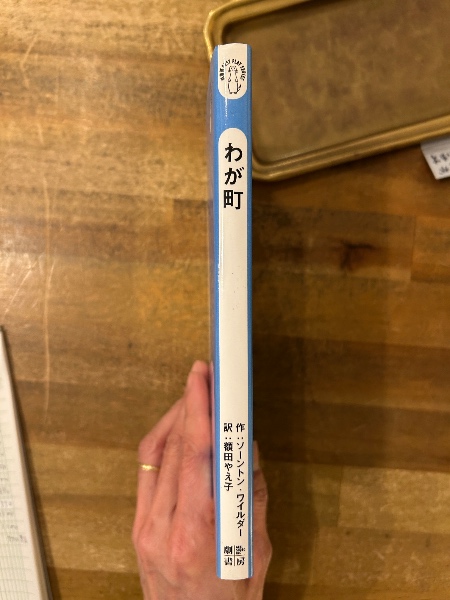 わが町
作：ソーントン・ワイルダー
訳：額田やえ子
劇書房